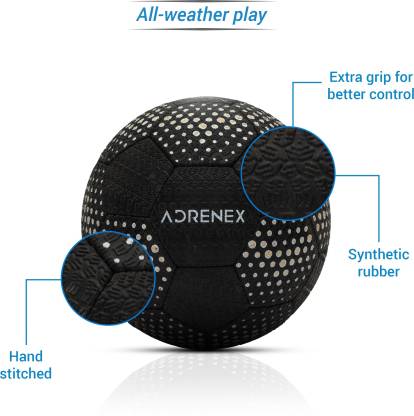 All-weather play
Extra grip for
better control
ADRENEX
Synthetic
rubber
Hand
stitched